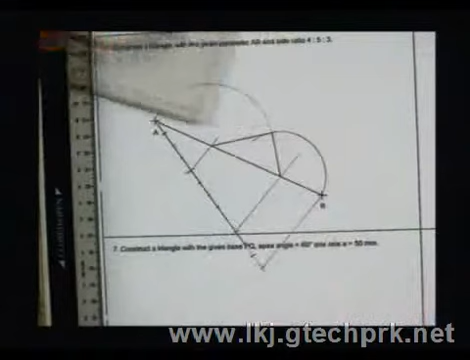 Construct a triangle with the given perimeter AB and side ratio 4 : 5 : 3.
A
B
7. Construct a triangle with the given base PQ, apex angle = 60° and side a = 50 mm.
www.lkj.gtechprk.net